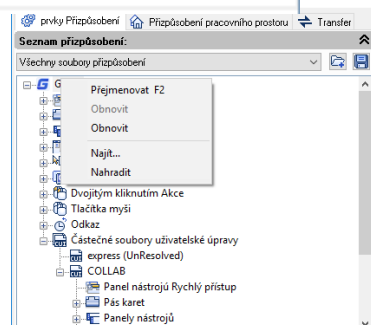 prvky Přizpůsobení Přizpůsobení pracovního prostoru Transfer
Seznam přizpůsobení:
Všechny soubory přizpůsobení
G
Přejmenovat F2
Obnovit
Obnovit
Najít...
Nahradit
Dvojitým kliknutím Akce
Tlačítka myši
Odkaz
Částečné soubory uživatelské úpravy
express (UnResolved)
COLLAB
Panel nástrojů Rychlý přístup
Pás karet
Panely nástrojů